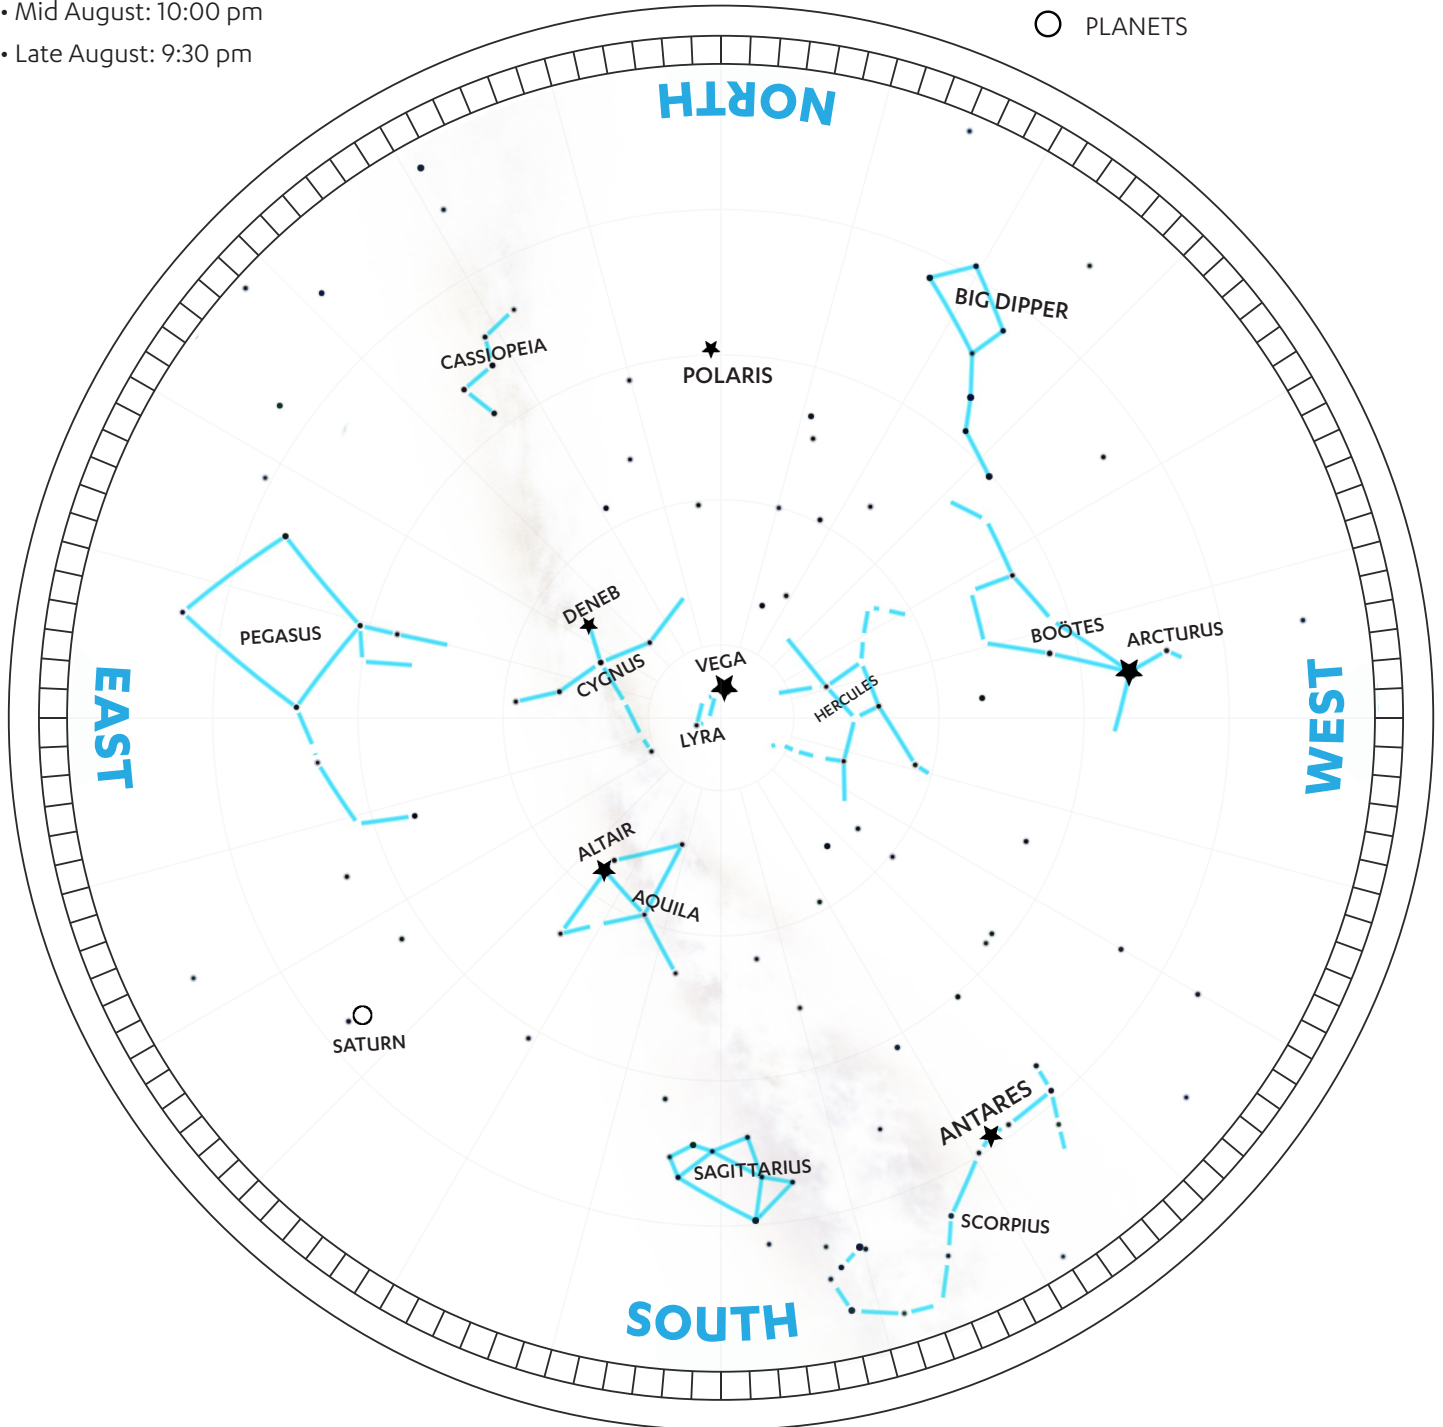 • Mid August: 10:00 pm
• Late August: 9:30 pm
PLANETS
NORTH
BIG DIPPER
CASSIOPEIA
POLARIS
DENEB
PEGASUS
BOÖTES
ARCTURUS
VEGA
CYGNUS
HERCULES
EAST
WEST
LYRA
ALTAIR
AQUILA
SATURN
ANTARES
SAGITTARIUS
SCORPIUS
SOUTH